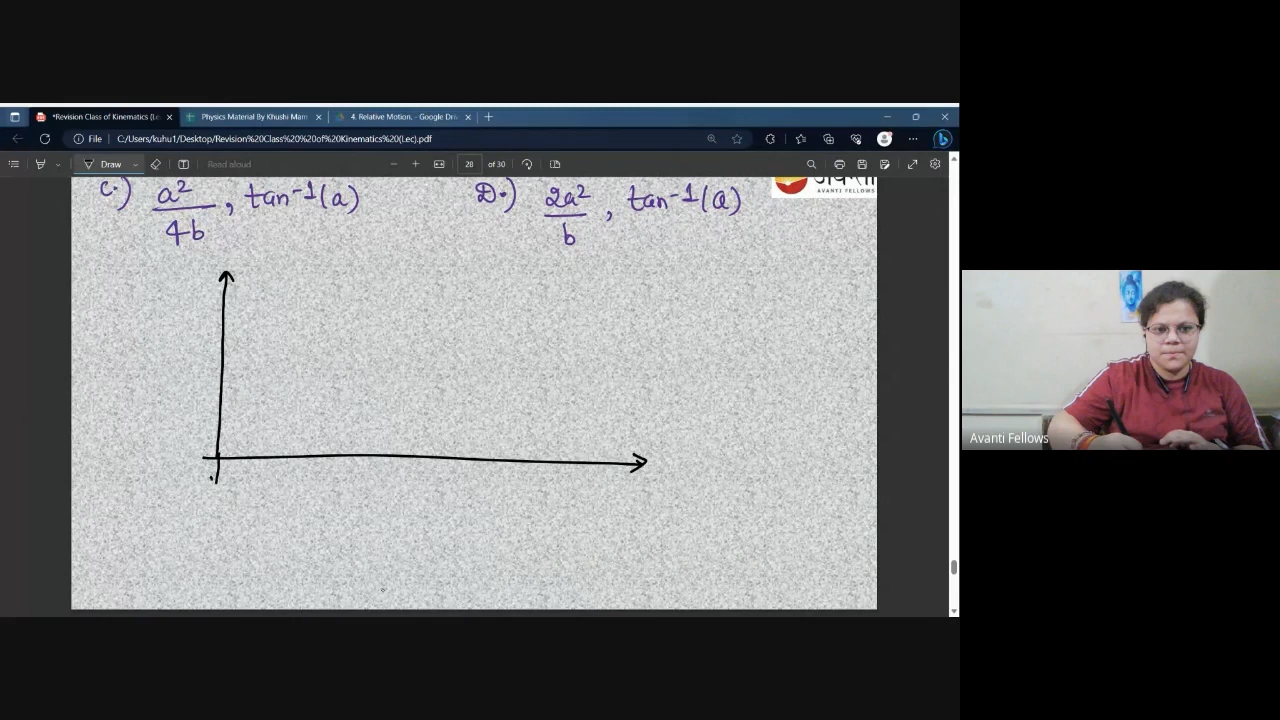 *Revision Class of Kinematics (Le
Physics Material By Khushi Mam
4. Relative Motion. - Google Dri
File
C:/Users/kuhu1/Desktop/Revision%20Class%20%20of%20Kinematics%20(Lec).pdf
Draw
Read aloud
28 of 30
C.) a²/4b , tan⁻¹(a)
D.) 2a²/b , tan⁻¹(a)
AVANTI FELLOWS
Avanti Fellows